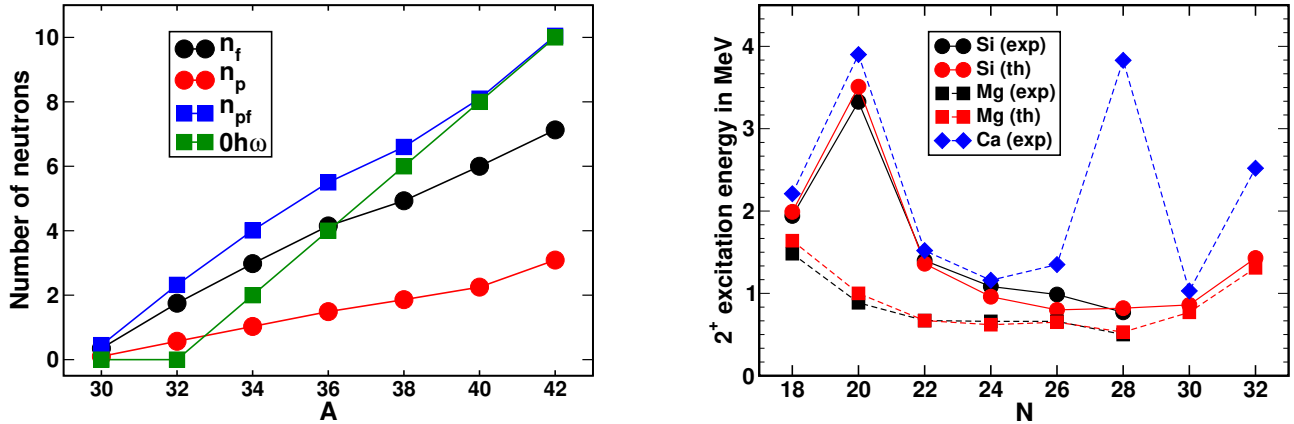 Number of neutrons
10
8
6
4
2
0
30 32 34 36 38 40 42
A
n_f
n_p
n_pf
0ħω
2⁺ excitation energy in MeV
4
3
2
1
0
18 20 22 24 26 28 30 32
N
Si (exp)
Si (th)
Mg (exp)
Mg (th)
Ca (exp)